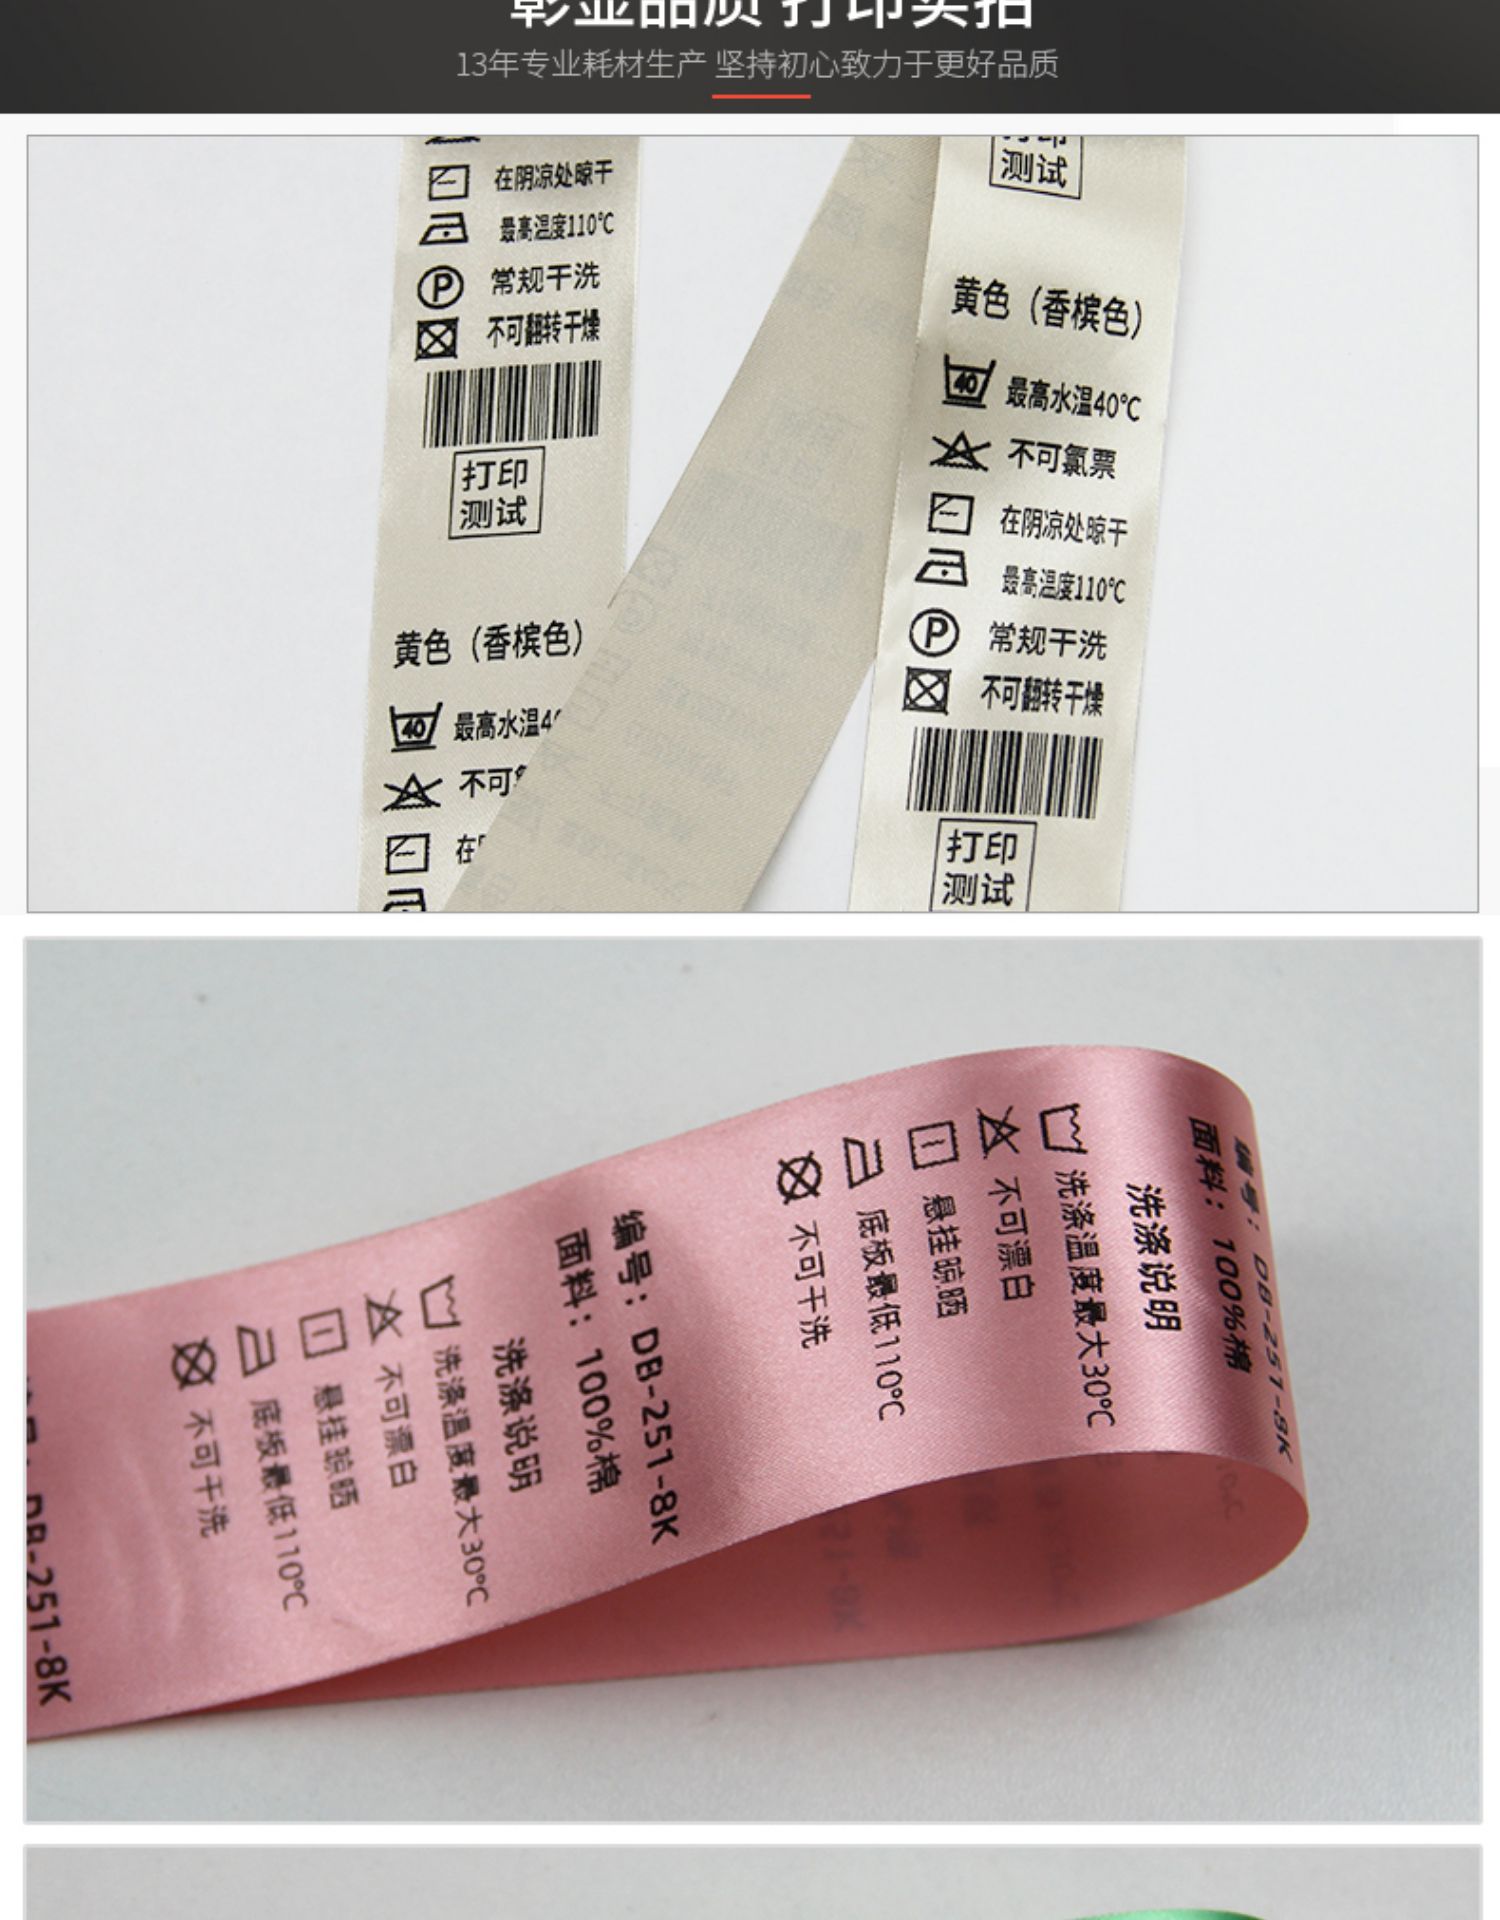 彰显品质 打印实拍
13年专业耗材生产 坚持初心致力于更好品质
在阴凉处晾干
最高温度110℃
P 常规干洗
不可翻转干燥
打印
测试
黄色（香槟色）
40 最高水温4
不可
在
打印
测试
黄色（香槟色）
40 最高水温40℃
不可氯票
在阴凉处晾干
最高温度110℃
P 常规干洗
不可翻转干燥
打印
测试
编号：DB-251-8K
面料：100%棉
洗涤说明
洗涤温度最大30℃
不可漂白
悬挂晾晒
底板最低110℃
不可干洗
编号：DB-251-8K
面料：100%棉
洗涤说明
洗涤温度最大30℃
不可漂白
悬挂晾晒
底板最低110℃
不可干洗
DB-251-8K